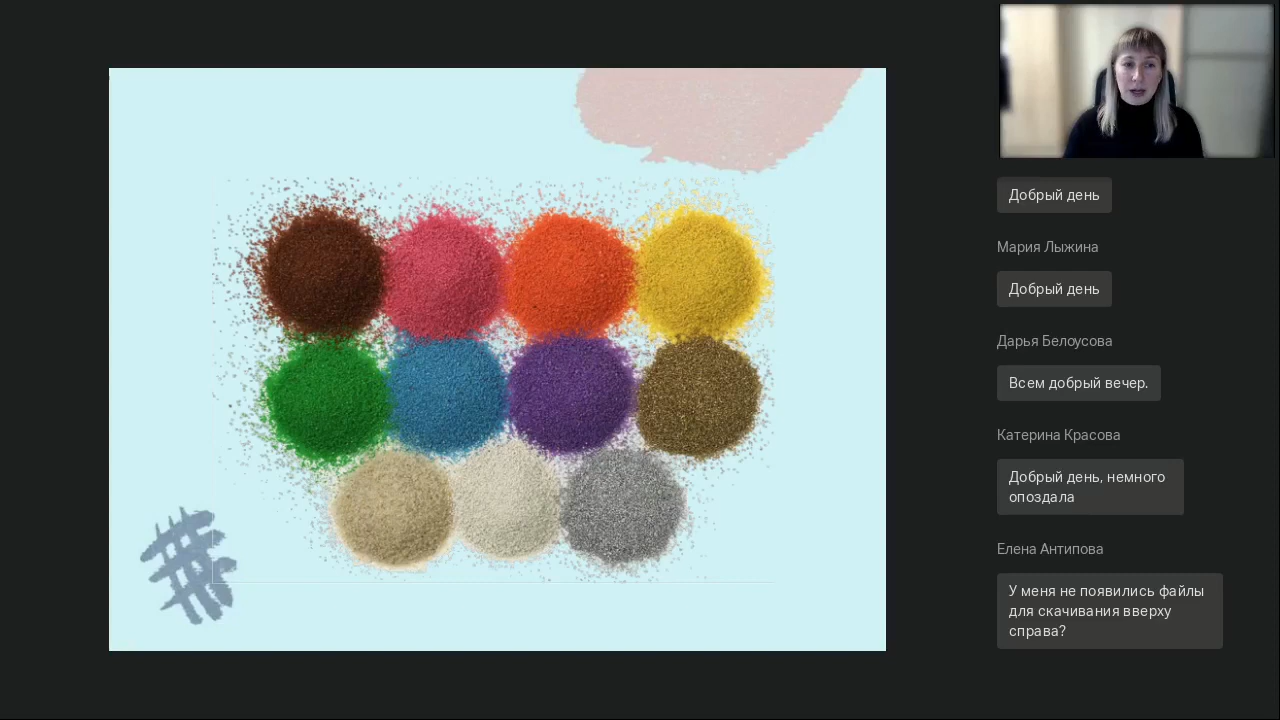 Добрый день
Мария Лыжина
Добрый день
Дарья Белоусова
Всем добрый вечер.
Катерина Красова
Добрый день, немного
опоздала
Елена Антипова
У меня не появились файлы
для скачивания вверху
справа?